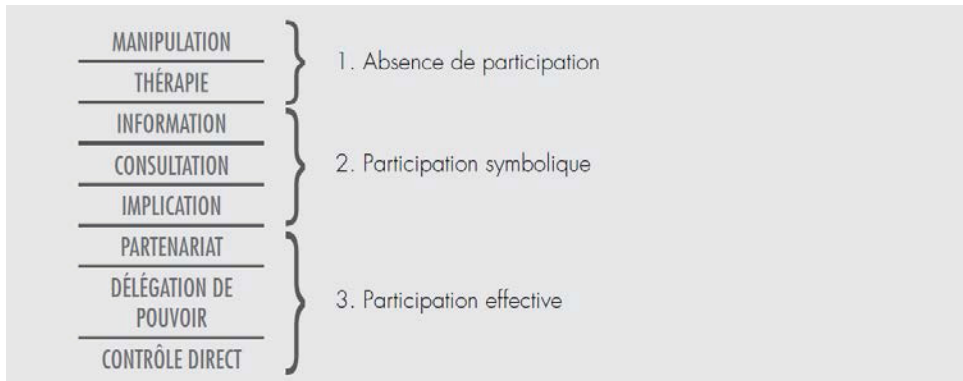 MANIPULATION
THÉRAPIE
1. Absence de participation
INFORMATION
CONSULTATION
IMPLICATION
2. Participation symbolique
PARTENARIAT
DÉLÉGATION DE
POUVOIR
CONTRÔLE DIRECT
3. Participation effective